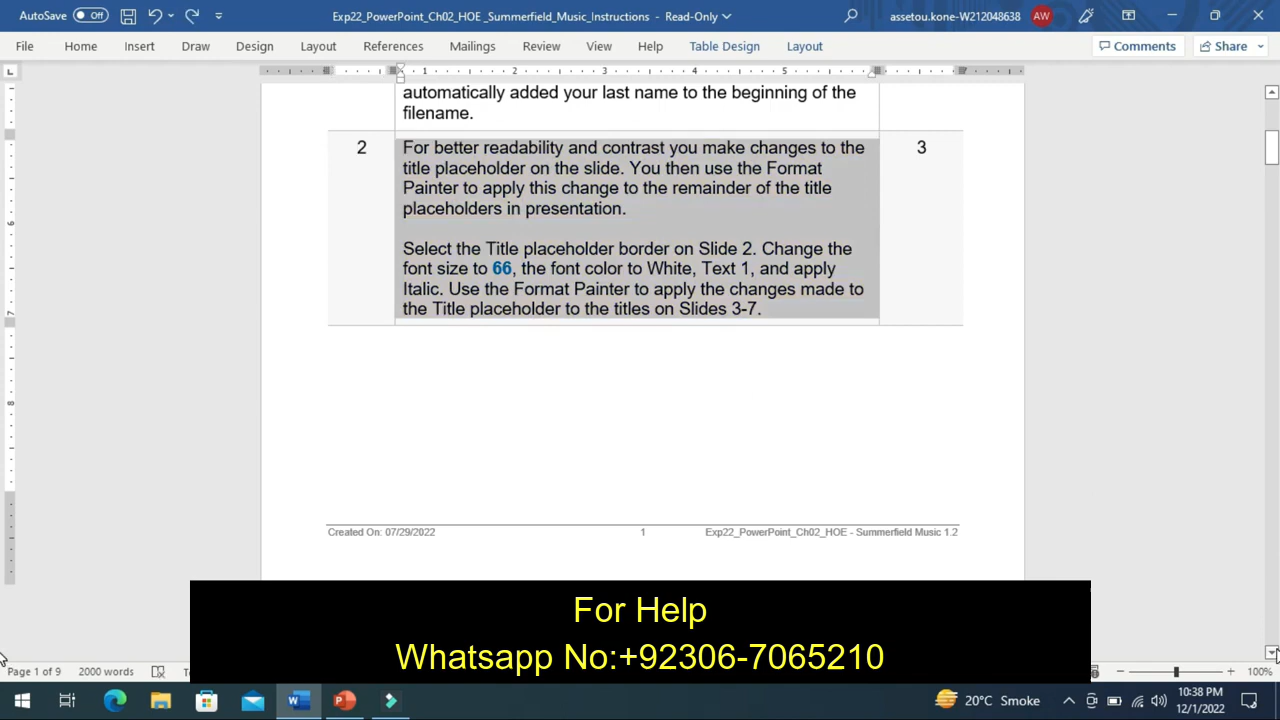 AutoSave Off Exp22_PowerPoint_Ch02_HOE _Summerfield_Music_Instructions - Read-Only assetou.kone-W212048638 AW
File Home Insert Draw Design Layout References Mailings Review View Help Table Design Layout Comments Share
1 2 3 4 5
automatically added your last name to the beginning of the
filename.
2 For better readability and contrast you make changes to the 3
title placeholder on the slide. You then use the Format
Painter to apply this change to the remainder of the title
placeholders in presentation.
Select the Title placeholder border on Slide 2. Change the
font size to 66, the font color to White, Text 1, and apply
Italic. Use the Format Painter to apply the changes made to
the Title placeholder to the titles on Slides 3-7.
Created On: 07/29/2022 1 Exp22_PowerPoint_Ch02_HOE - Summerfield Music 1.2
For Help
Whatsapp No:+92306-7065210
Page 1 of 9 2000 words 100%
20°C Smoke 10:38 PM
12/1/2022